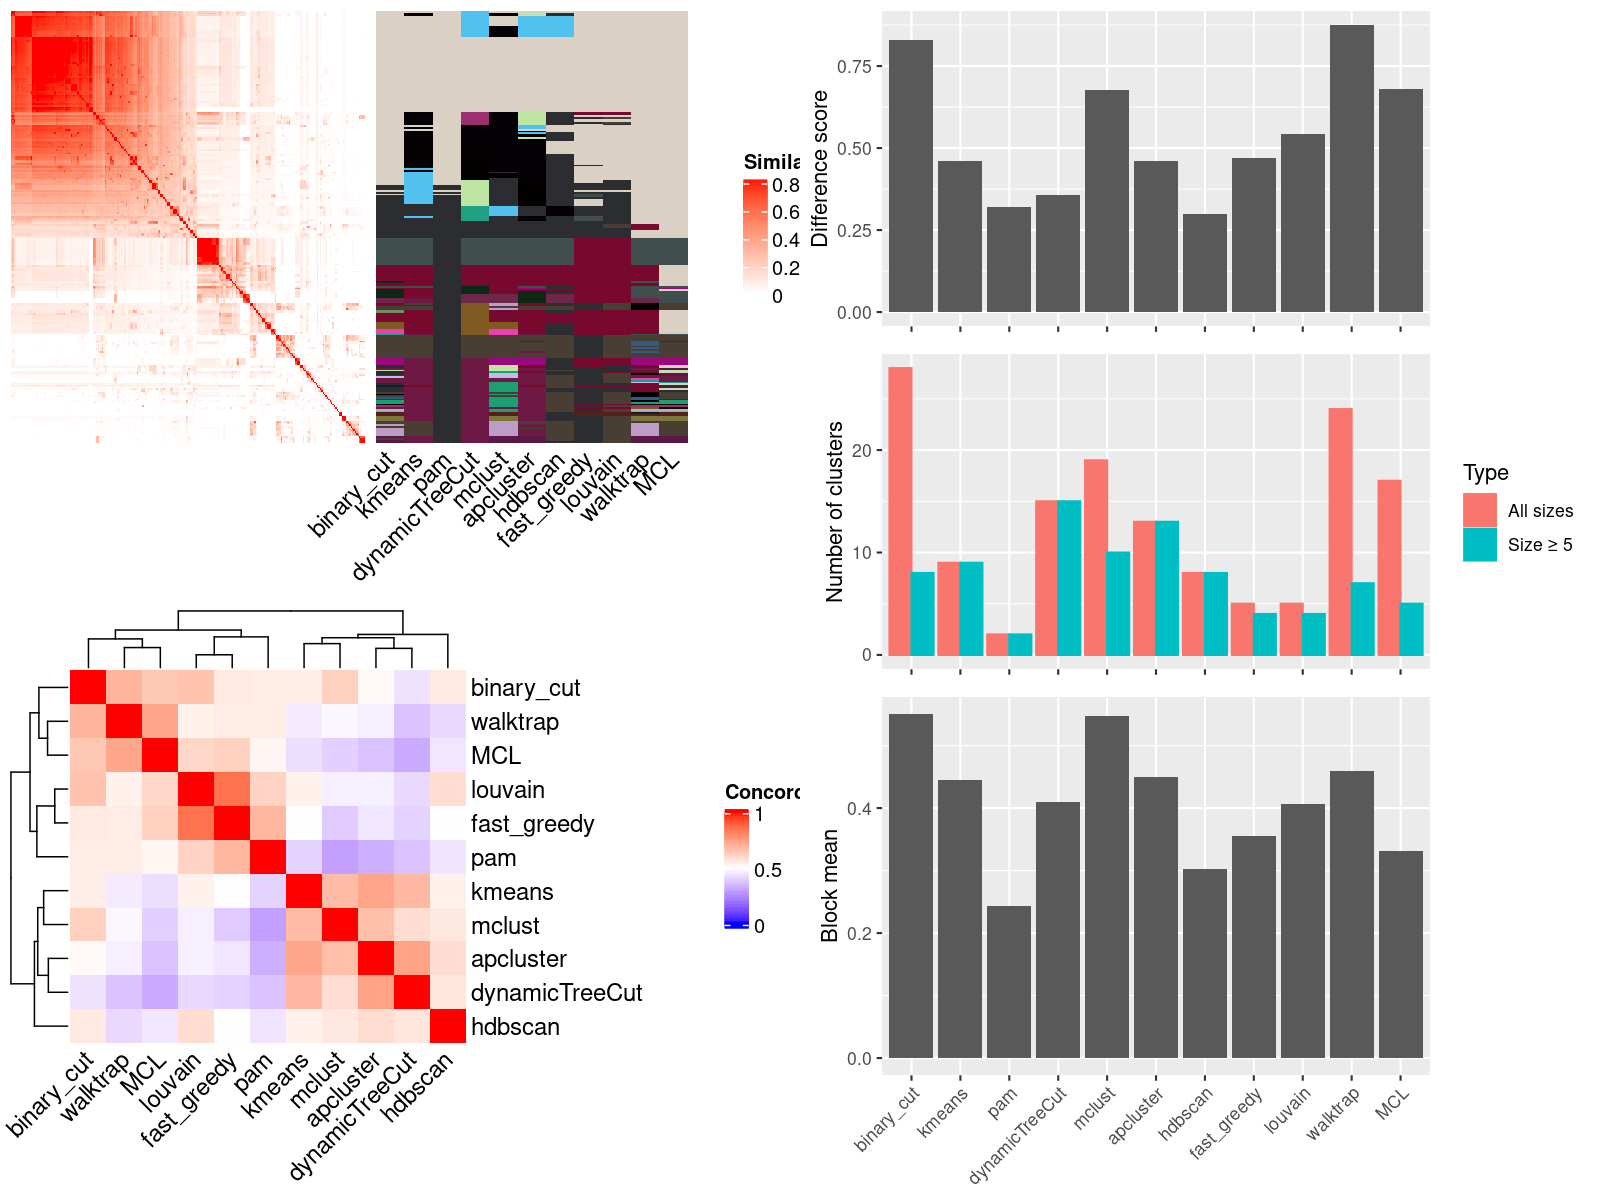 Simila
0.8
0.6
0.4
0.2
0
binary_cut
kmeans
pam
dynamicTreeCut
mclust
apcluster
hdbscan
fast_greedy
louvain
walktrap
MCL
Difference score
0.75
0.50
0.25
0.00
Number of clusters
20
10
0
Type
All sizes
Size ≥ 5
binary_cut
walktrap
MCL
louvain
fast_greedy
pam
kmeans
mclust
apcluster
dynamicTreeCut
hdbscan
binary_cut
walktrap
MCL
louvain
fast_greedy
pam
kmeans
mclust
apcluster
dynamicTreeCut
hdbscan
Concord
1
0.5
0
Block mean
0.4
0.2
0.0
binary_cut
kmeans
pam
dynamicTreeCut
mclust
apcluster
hdbscan
fast_greedy
louvain
walktrap
MCL